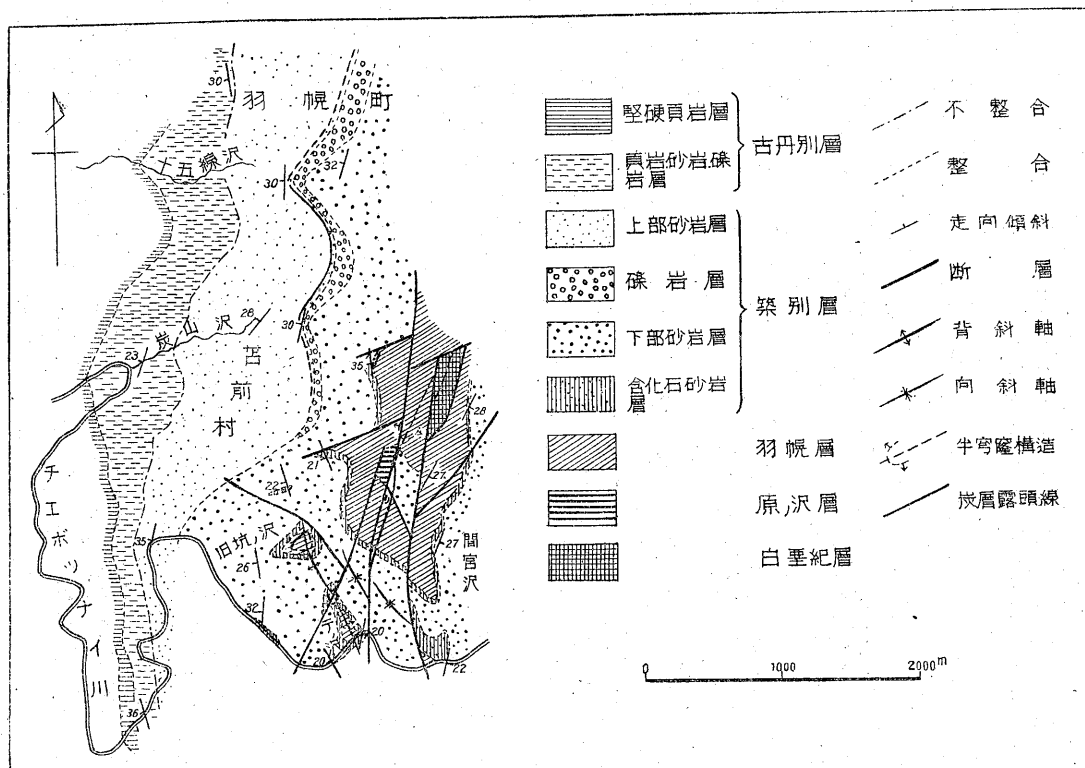 羽幌町
十五線沢
炭山沢
苫前村
チエボツナイ川
旧坑ノ沢
間宮沢
30
32
30
30
28
23
35
28
21
22
27
27
35
26
32
20
20
22
36
堅硬頁岩層
頁岩砂岩礫岩層
古丹別層
上部砂岩層
礫岩層
下部砂岩層
含化石砂岩層
築別層
羽幌層
原ノ沢層
白亜紀層
不整合
整合
走向傾斜
断層
背斜軸
向斜軸
半穹窿構造
炭層露頭線
0 1000 2000m